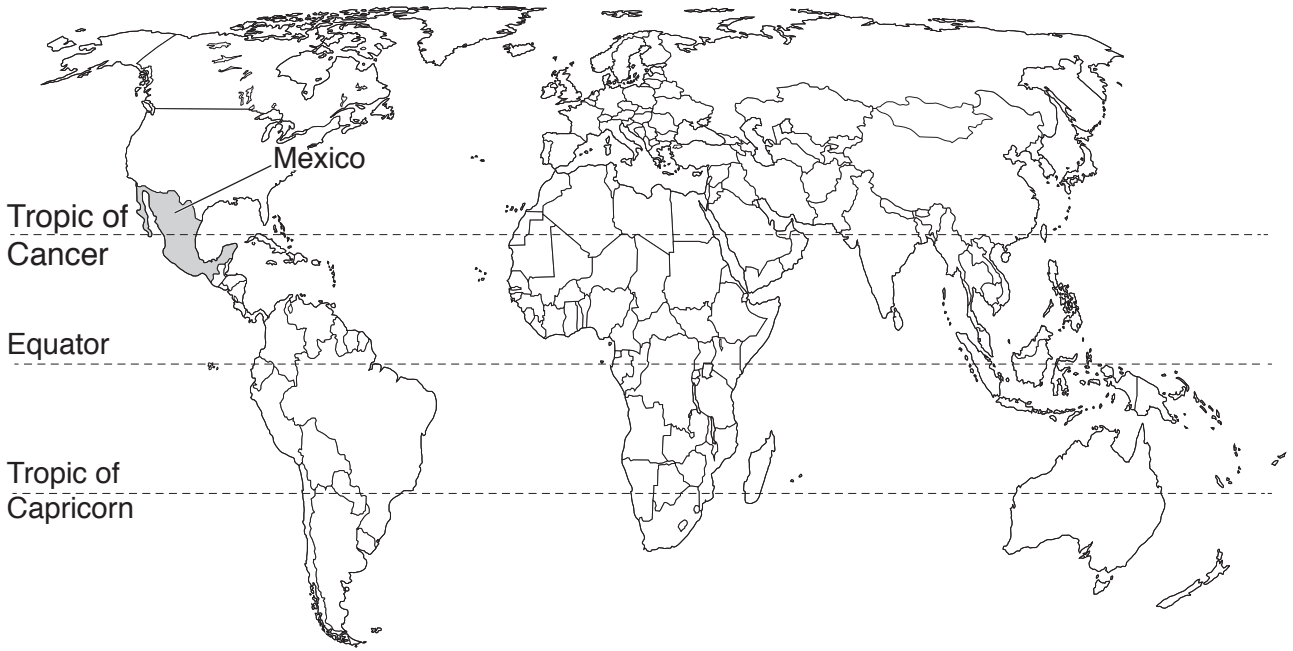 Mexico
Tropic of
Cancer
Equator
Tropic of
Capricorn